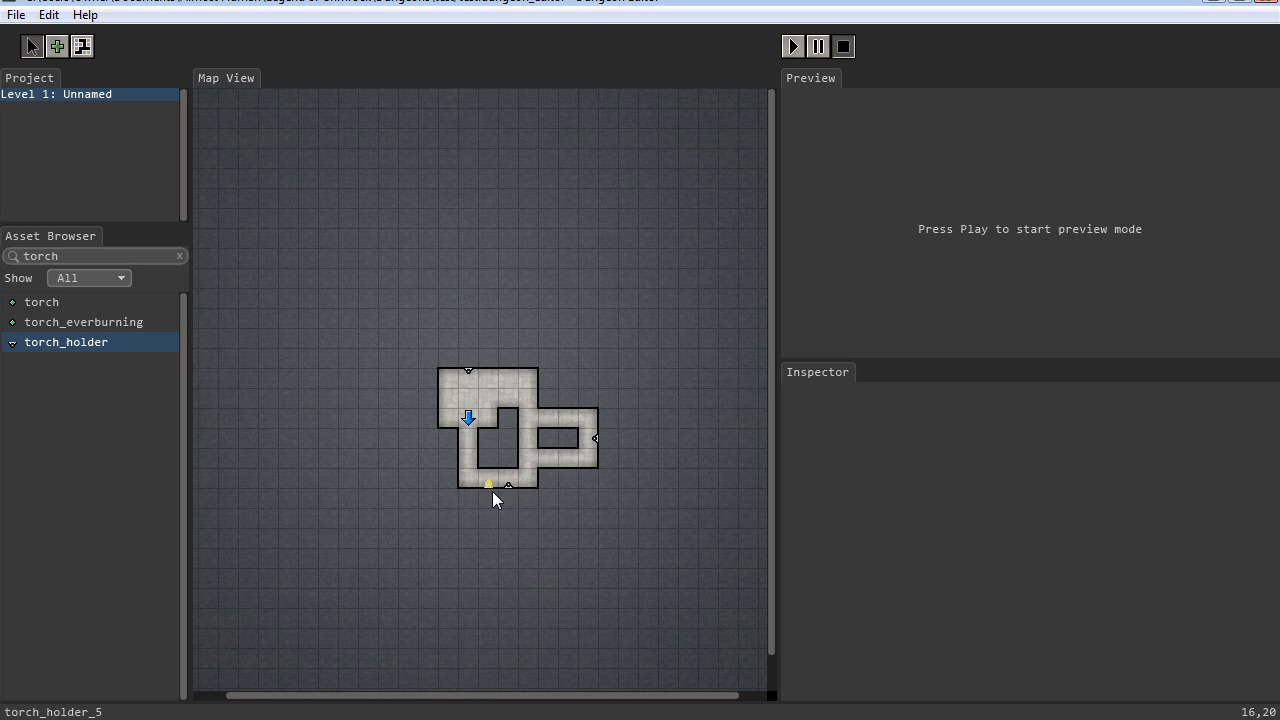 File Edit Help
Project
Map View
Preview
Level 1: Unnamed
Press Play to start preview mode
Asset Browser
torch
x
Show All
torch
torch_everburning
torch_holder
Inspector
torch_holder_5
16,20